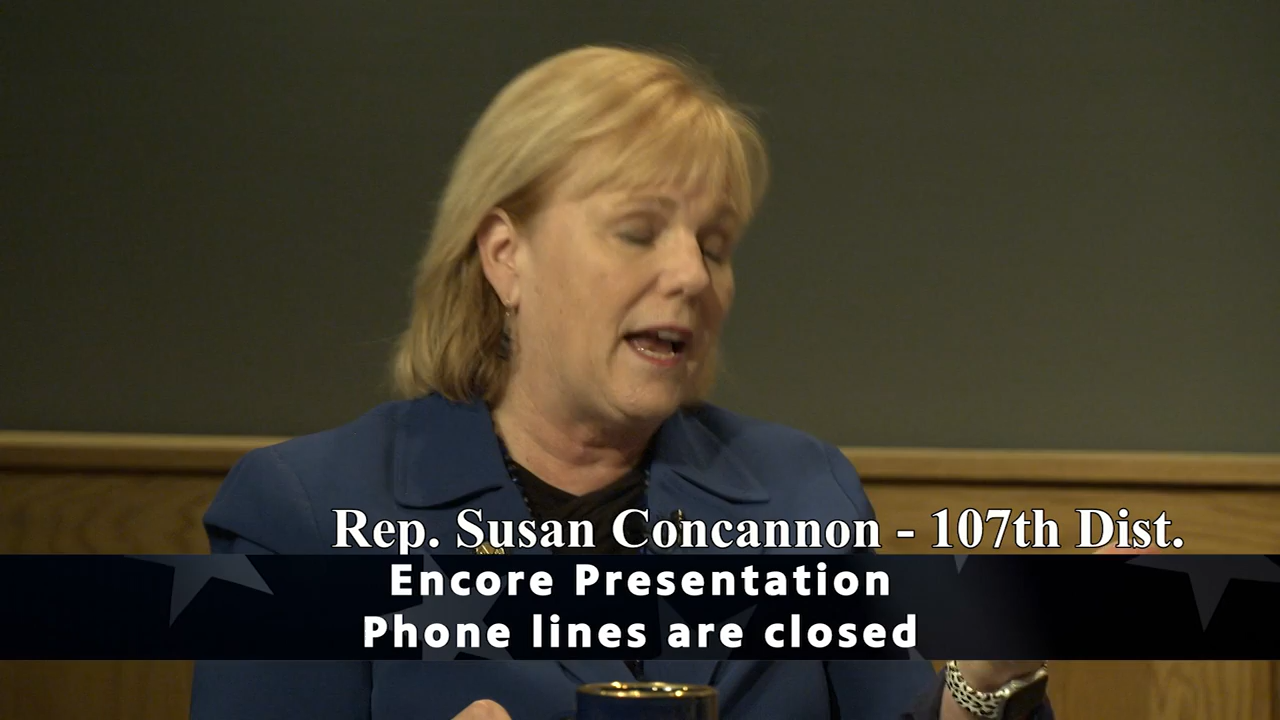 Rep. Susan Concannon - 107th Dist.
Encore Presentation
Phone lines are closed